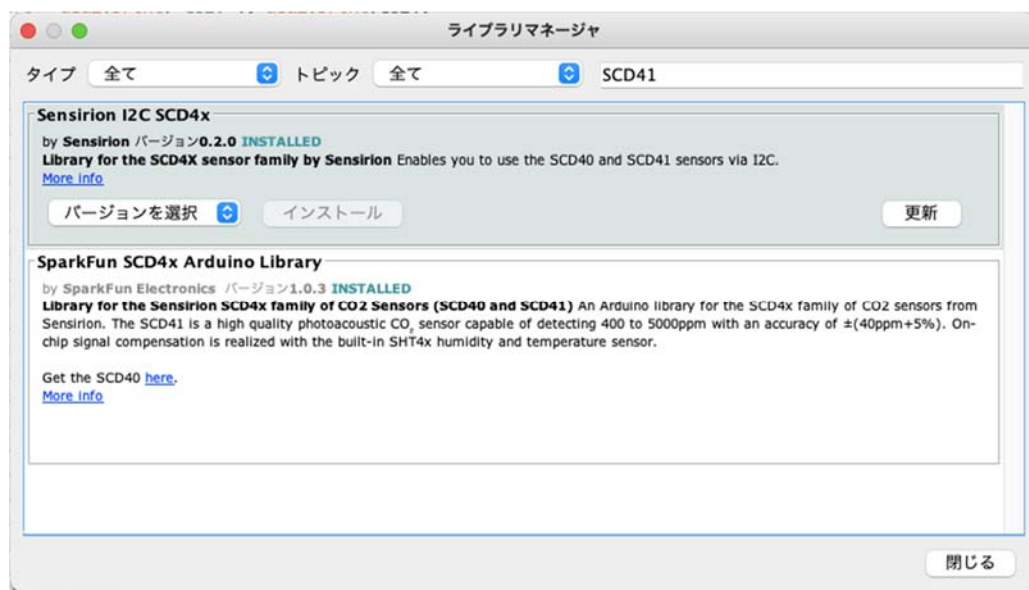 ライブラリマネージャ
タイプ 全て トピック 全て SCD41
Sensirion I2C SCD4x
by Sensirion バージョン0.2.0 INSTALLED
Library for the SCD4X sensor family by Sensirion Enables you to use the SCD40 and SCD41 sensors via I2C.
More info
バージョンを選択 インストール 更新
SparkFun SCD4x Arduino Library
by SparkFun Electronics バージョン1.0.3 INSTALLED
Library for the Sensirion SCD4x family of CO2 Sensors (SCD40 and SCD41) An Arduino library for the SCD4x family of CO2 sensors from
Sensirion. The SCD41 is a high quality photoacoustic CO₂ sensor capable of detecting 400 to 5000ppm with an accuracy of ±(40ppm+5%). On-
chip signal compensation is realized with the built-in SHT4x humidity and temperature sensor.
Get the SCD40 here.
More info
閉じる